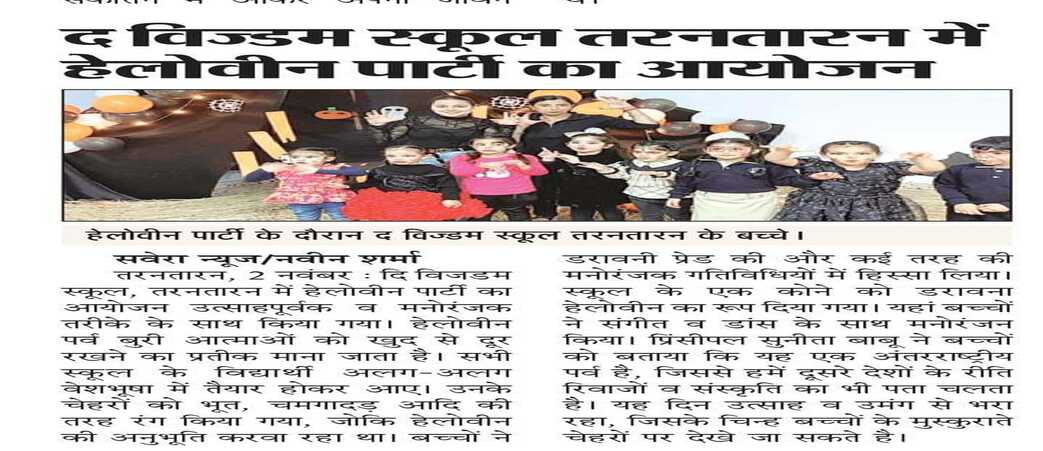 द विज्डम स्कूल तरनतारन में
हेलोवीन पार्टी का आयोजन
हेलोवीन पार्टी के दौरान द विज्डम स्कूल तरनतारन के बच्चे।
सवेरा न्यूज/नवीन शर्मा
तरनतारन, 2 नवंबर : दि विजडम
स्कूल, तरनतारन में हेलोवीन पार्टी का
आयोजन उत्साहपूर्वक व मनोरंजक
तरीके के साथ किया गया। हेलोवीन
पर्व बुरी आत्माओं को खुद से दूर
रखने का प्रतीक माना जाता है। सभी
स्कूल के विद्यार्थी अलग-अलग
वेशभूषा में तैयार होकर आए। उनके
चेहरों को भूत, चमगादड़ आदि की
तरह रंग किया गया, जोकि हेलोवीन
की अनुभूति करवा रहा था। बच्चों ने
डरावनी प्रेड की और कई तरह की
मनोरंजक गतिविधियों में हिस्सा लिया।
स्कूल के एक कोने को डरावना
हेलोवीन का रूप दिया गया। यहां बच्चों
ने संगीत व डांस के साथ मनोरंजन
किया। प्रिंसीपल सुनीता बाबू ने बच्चों
को बताया कि यह एक अंतरराष्ट्रीय
पर्व है, जिससे हमें दूसरे देशों के रीति
रिवाजों व संस्कृति का भी पता चलता
है। यह दिन उत्साह व उमंग से भरा
रहा, जिसके चिन्ह बच्चों के मुस्कुराते
चेहरों पर देखे जा सकते है।